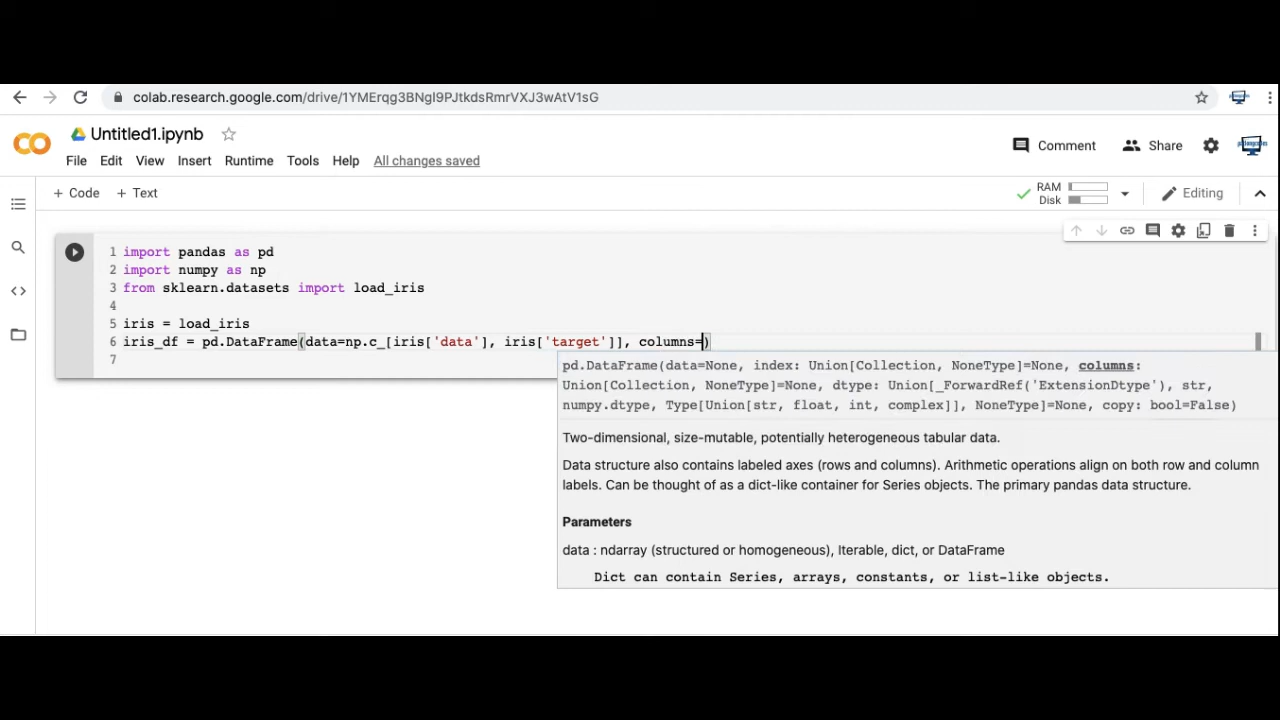 colab.research.google.com/drive/1YMErqg3BNgl9PJtkdsRmrVXJ3wAtV1sG
Untitled1.ipynb
Comment
Share
File Edit View Insert Runtime Tools Help All changes saved
+ Code + Text
RAM
Disk
Editing
1 import pandas as pd
2 import numpy as np
3 from sklearn.datasets import load_iris
4
5 iris = load_iris
6 iris_df = pd.DataFrame(data=np.c_[iris['data'], iris['target']], columns=)
7
pd.DataFrame(data=None, index: Union[Collection, NoneType]=None, columns:
Union[Collection, NoneType]=None, dtype: Union[_ForwardRef('ExtensionDtype'), str,
numpy.dtype, Type[Union[str, float, int, complex]], NoneType]=None, copy: bool=False)
Two-dimensional, size-mutable, potentially heterogeneous tabular data.
Data structure also contains labeled axes (rows and columns). Arithmetic operations align on both row and column
labels. Can be thought of as a dict-like container for Series objects. The primary pandas data structure.
Parameters
data : ndarray (structured or homogeneous), Iterable, dict, or DataFrame
Dict can contain Series, arrays, constants, or list-like objects.